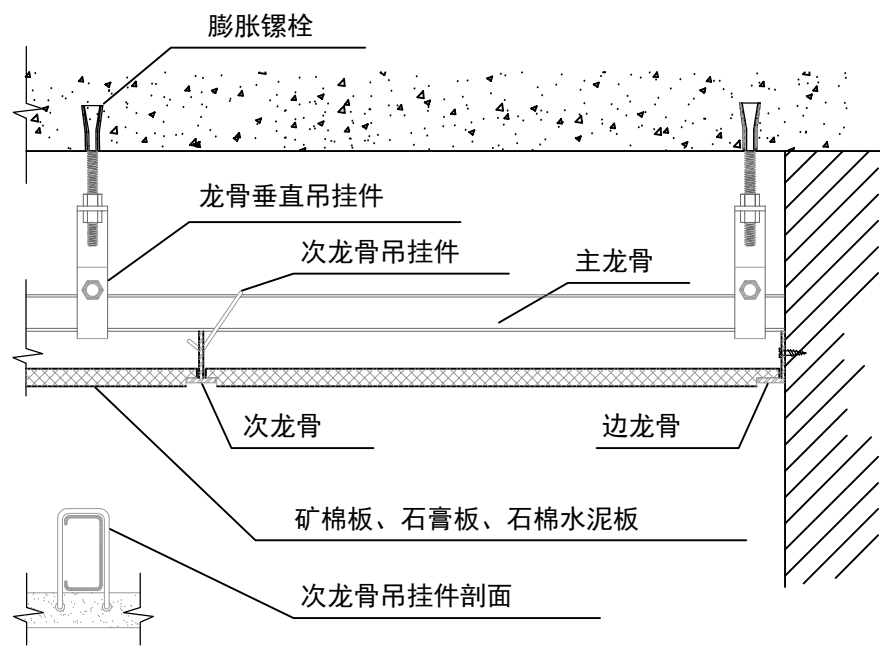 膨胀镙栓
龙骨垂直吊挂件
次龙骨吊挂件
主龙骨
次龙骨
边龙骨
矿棉板、石膏板、石棉水泥板
次龙骨吊挂件剖面